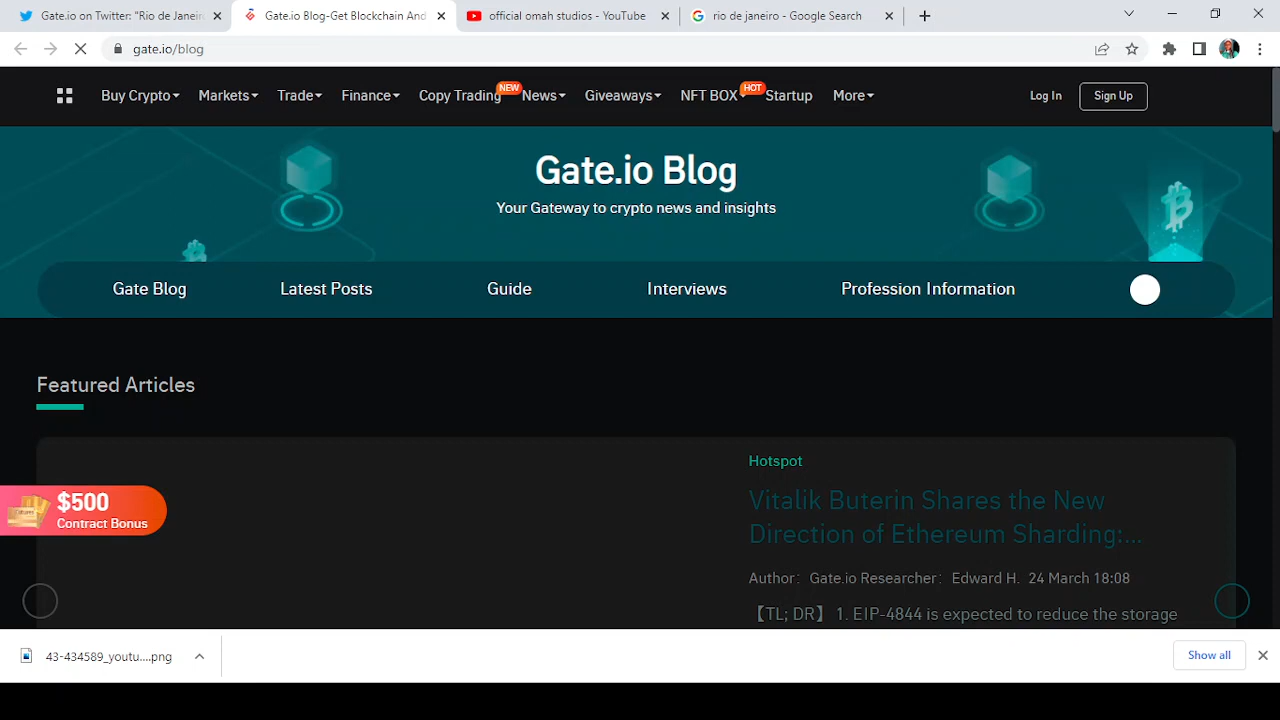 Gate.io on Twitter: "Rio de Janeir
Gate.io Blog-Get Blockchain And
official omah studios - YouTube
rio de janeiro - Google Search
gate.io/blog
Buy Crypto Markets Trade Finance Copy Trading NEW News Giveaways NFT BOX HOT Startup More Log In Sign Up
Gate.io Blog
Your Gateway to crypto news and insights
Gate Blog Latest Posts Guide Interviews Profession Information
Featured Articles
Hotspot
Vitalik Buterin Shares the New
Direction of Ethereum Sharding:...
Author: Gate.io Researcher: Edward H. 24 March 18:08
【TL; DR】 1. EIP-4844 is expected to reduce the storage
$500
Contract Bonus
43-434589_youtu....png
Show all